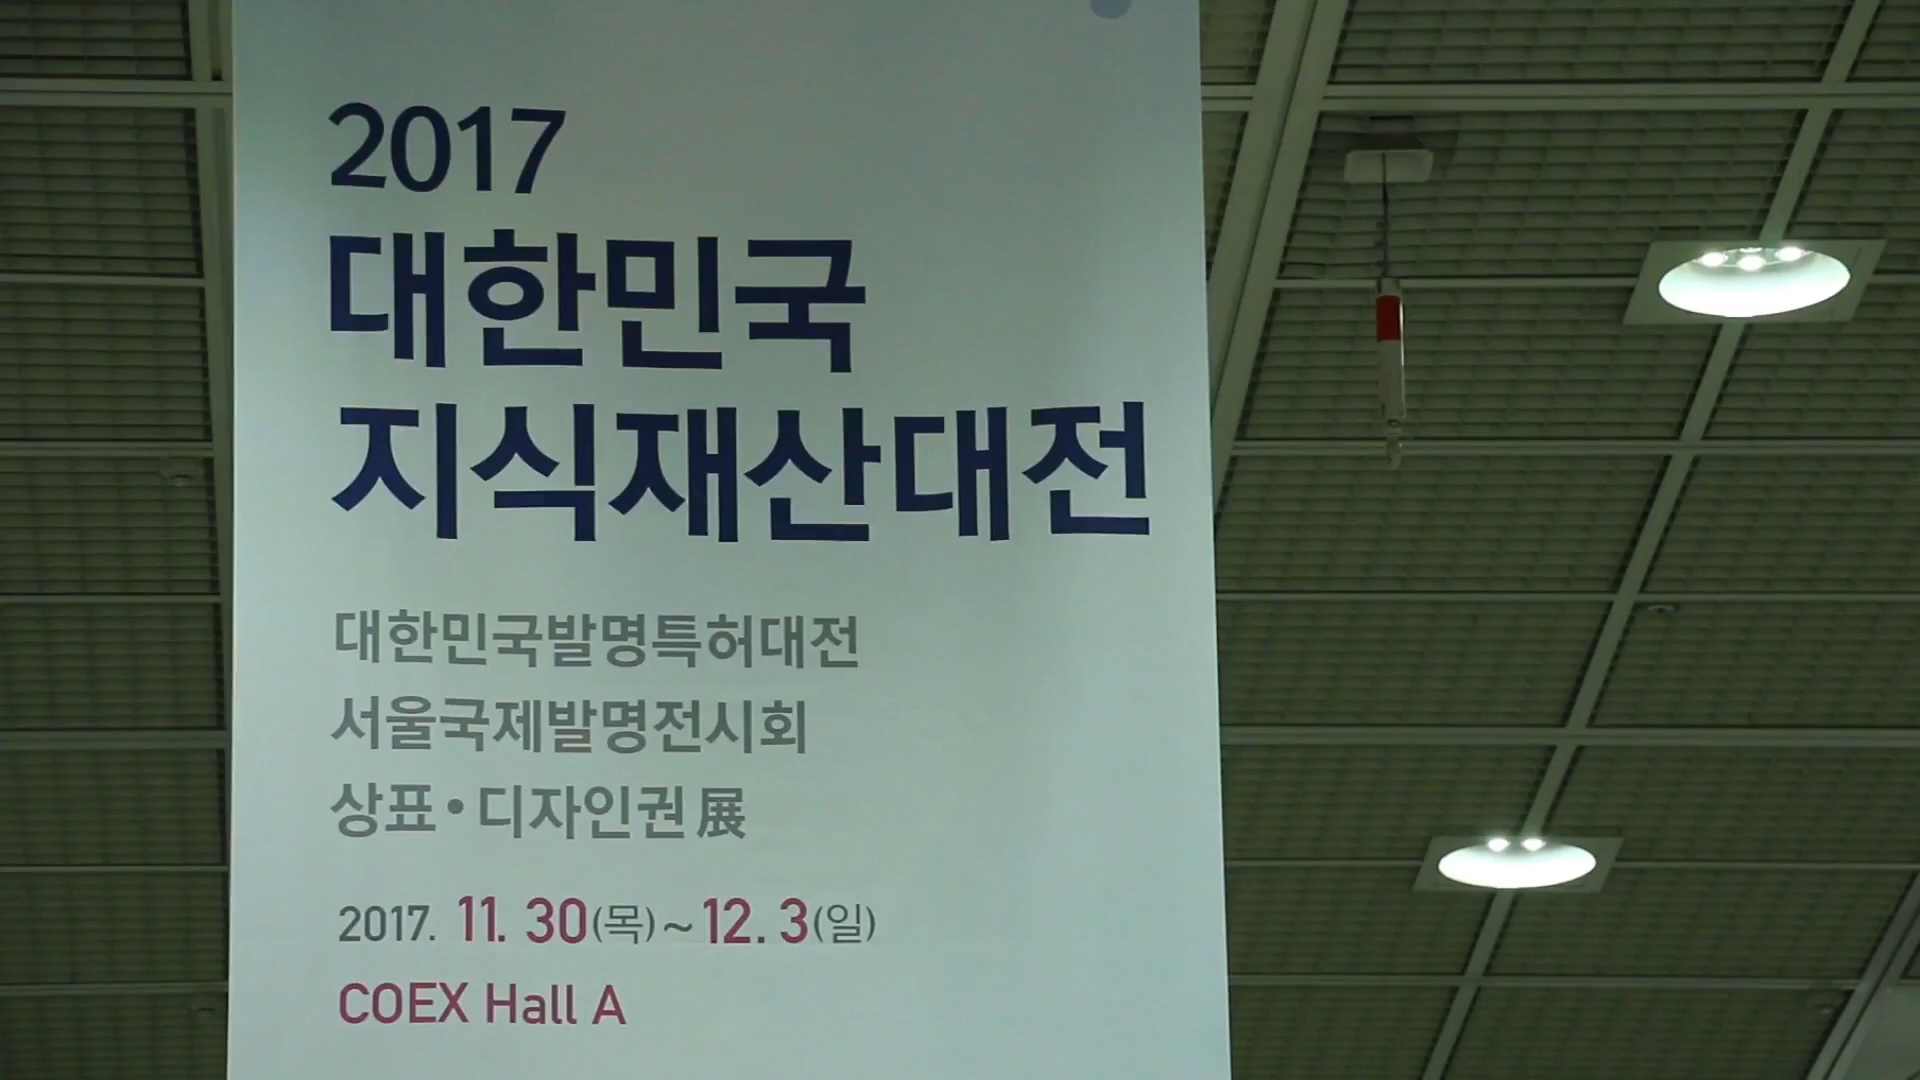 2017
대한민국
지식재산대전
대한민국발명특허대전
서울국제발명전시회
상표•디자인권 展
2017. 11. 30(목)~12. 3(일)
COEX Hall A